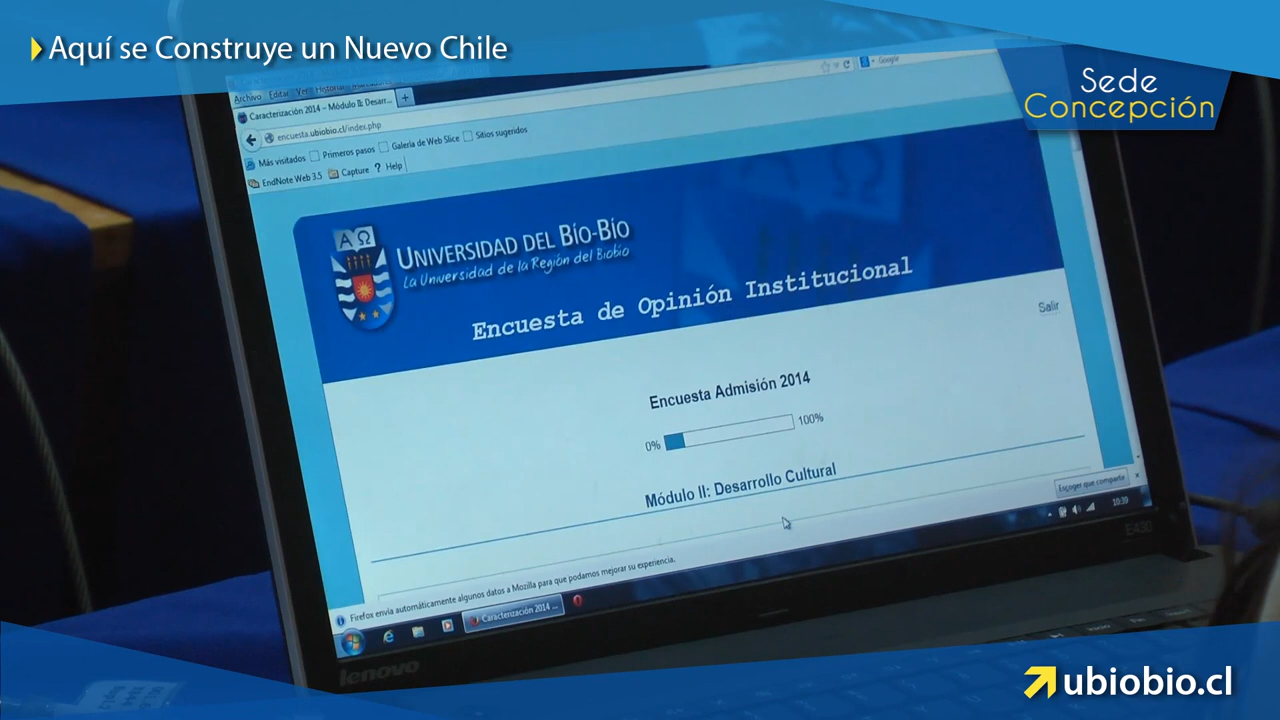 Aquí se Construye un Nuevo Chile
Sede
Concepción
Archivo Editar Ver Historial
Caracterización 2014 – Módulo II: Desarr... +
encuesta.ubiobio.cl/index.php
Google
Más visitados Primeros pasos Galería de Web Slice Sitios sugeridos
EndNote Web 3.5 Capture ? Help
AΩ
UNIVERSIDAD DEL BÍO-BÍO
La Universidad de la Región del Biobío
Encuesta de Opinión Institucional
Salir
Encuesta Admisión 2014
0% 100%
Módulo II: Desarrollo Cultural
Escoger que compartir
Firefox envía automáticamente algunos datos a Mozilla para que podamos mejorar su experiencia.
Caracterización 2014 ...
10:39
E430
lenovo
ubiobio.cl